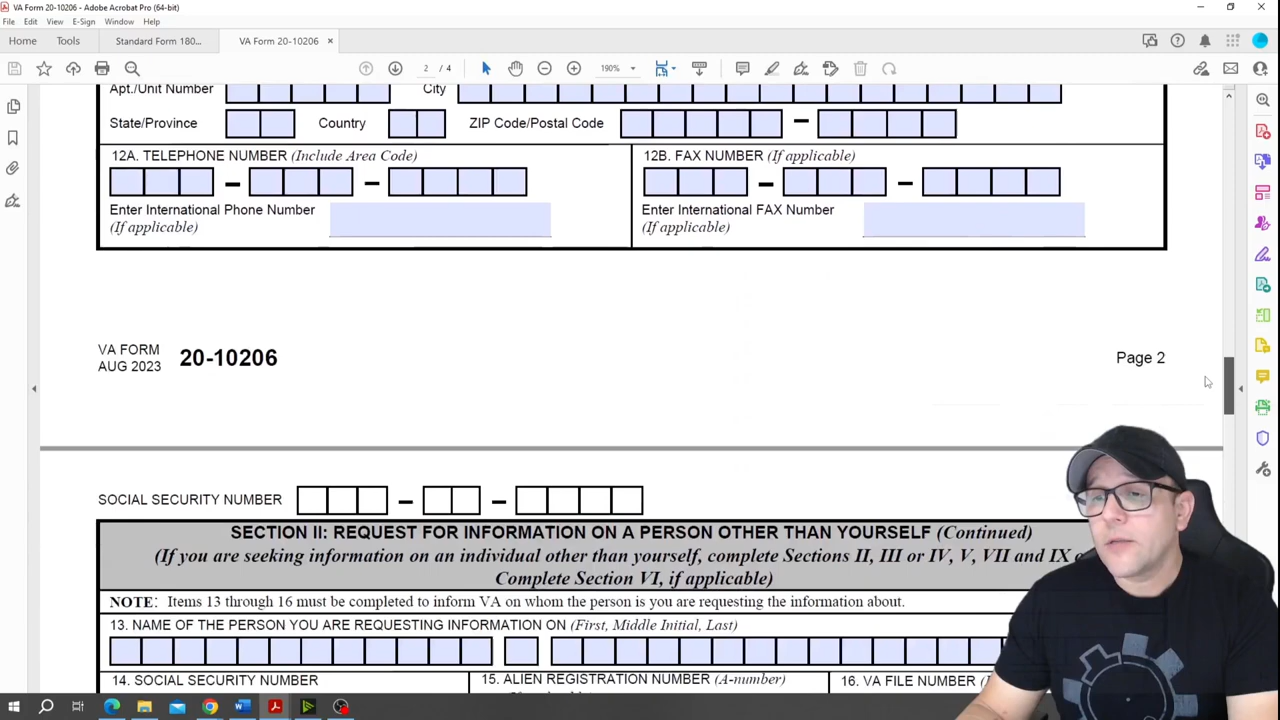 VA Form 20-10206 - Adobe Acrobat Pro (64-bit)
File Edit View E-Sign Window Help
Home Tools Standard Form 180... VA Form 20-10206 ×
2 / 4 190%
Apt./Unit Number City
State/Province Country ZIP Code/Postal Code
12A. TELEPHONE NUMBER (Include Area Code) 12B. FAX NUMBER (If applicable)
Enter International Phone Number Enter International FAX Number
(If applicable) (If applicable)
VA FORM
AUG 2023 20-10206 Page 2
SOCIAL SECURITY NUMBER
SECTION II: REQUEST FOR INFORMATION ON A PERSON OTHER THAN YOURSELF (Continued)
(If you are seeking information on an individual other than yourself, complete Sections II, III or IV, V, VII and IX
Complete Section VI, if applicable)
NOTE: Items 13 through 16 must be completed to inform VA on whom the person is you are requesting the information about.
13. NAME OF THE PERSON YOU ARE REQUESTING INFORMATION ON (First, Middle Initial, Last)
14. SOCIAL SECURITY NUMBER 15. ALIEN REGISTRATION NUMBER (A-number) 16. VA FILE NUMBER